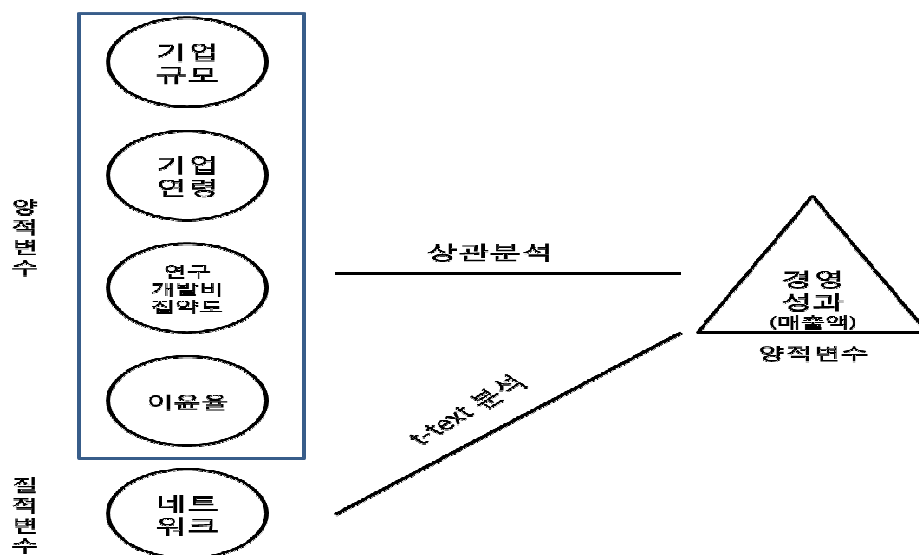 기업
규모
기업
연령
양적변수
연구
개발비
집약도
이윤율
상관분석
t-text 분석
경영
성과
(매출액)
양적변수
질적변수
네트
워크